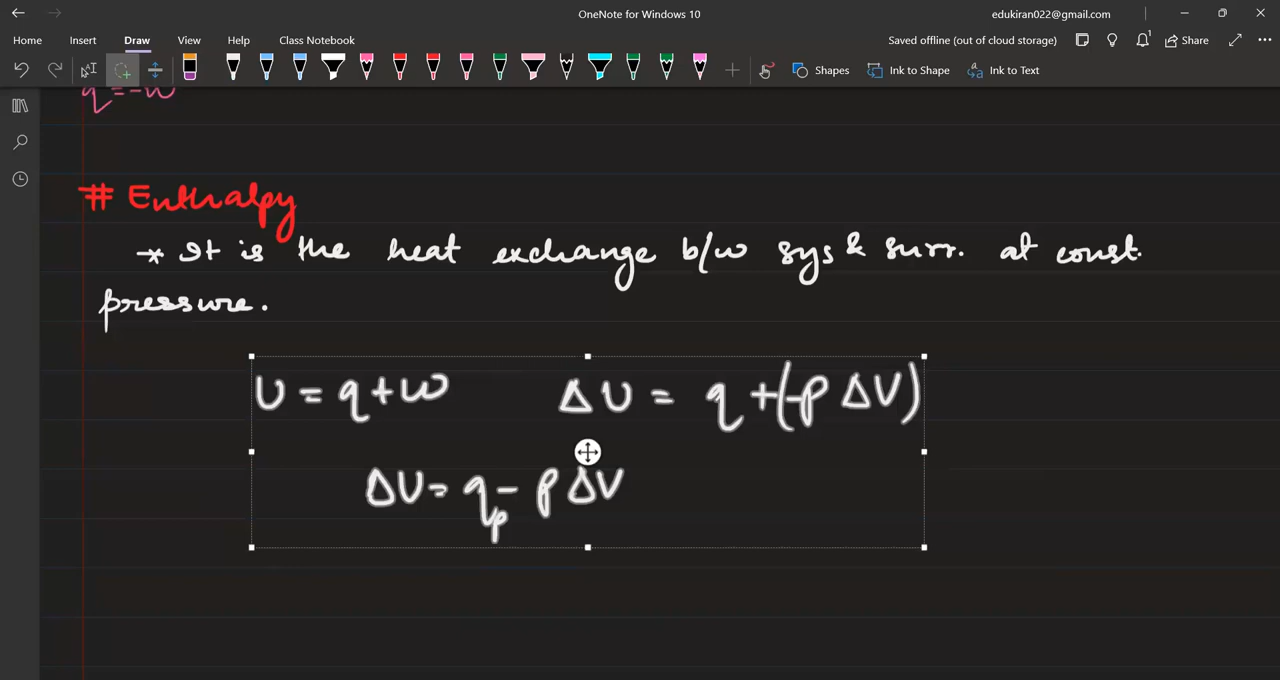 OneNote for Windows 10
edukiran022@gmail.com
Home Insert Draw View Help Class Notebook Saved offline (out of cloud storage) Share
Shapes Ink to Shape Ink to Text
q = -w
# Enthalpy
* It is the heat exchange b/w sys & surr. at const.
pressure.
U = q + w ΔU = q + (-P ΔV)
ΔU = qp - P ΔV